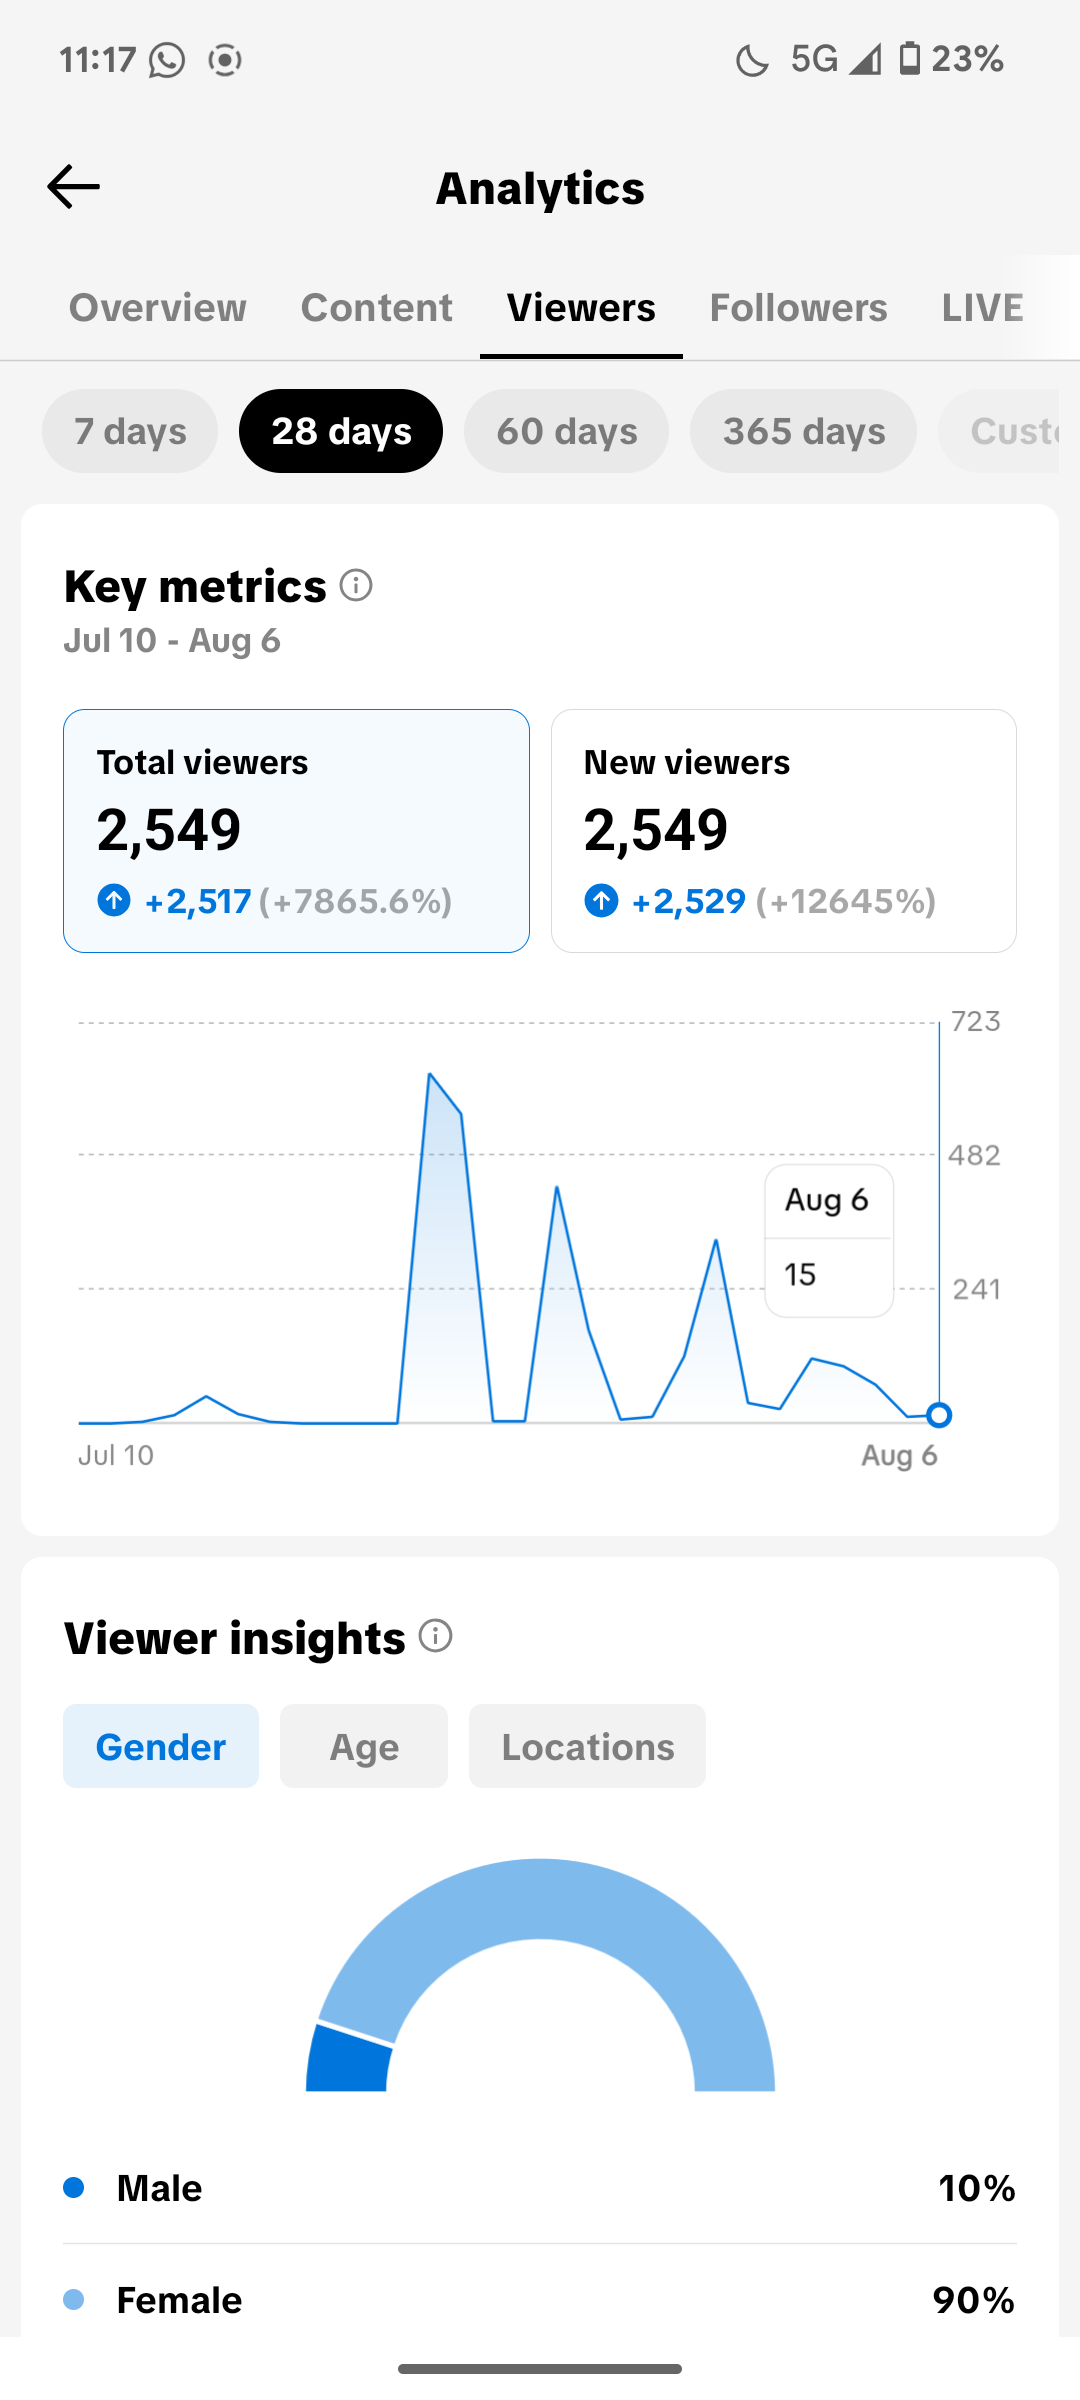 11:17 5G 23%
Analytics
Overview Content Viewers Followers LIVE
7 days 28 days 60 days 365 days Custo
Key metrics
Jul 10 - Aug 6
Total viewers New viewers
2,549 2,549
+2,517 (+7865.6%) +2,529 (+12645%)
723
482
Aug 6
15
241
Jul 10 Aug 6
Viewer insights
Gender Age Locations
Male 10%
Female 90%